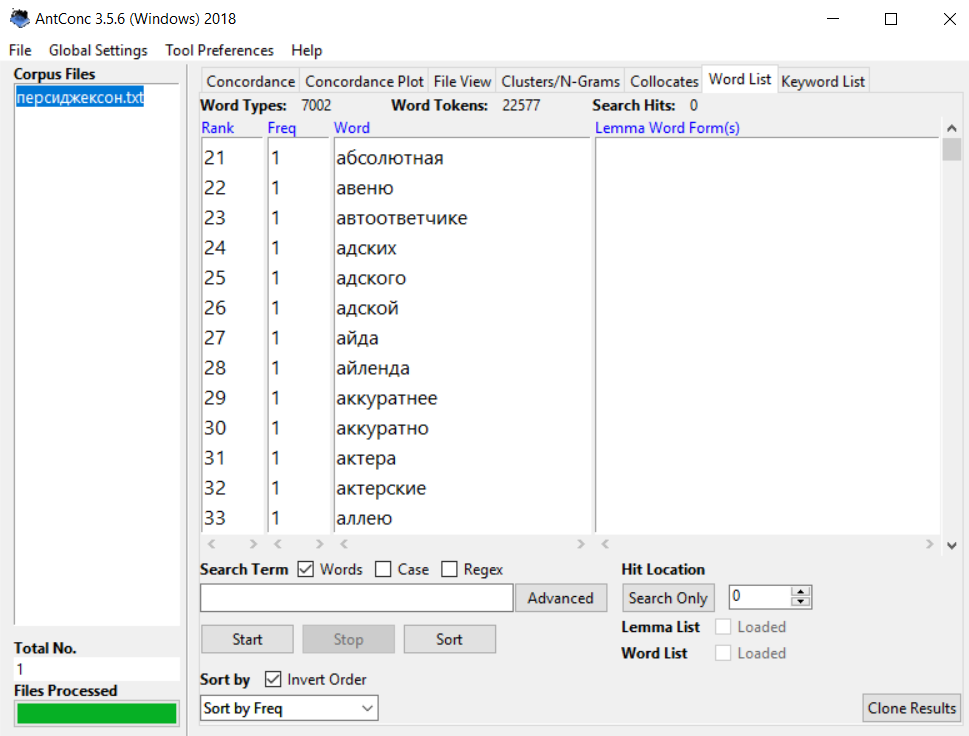 AntConc 3.5.6 (Windows) 2018
File Global Settings Tool Preferences Help
Corpus Files
персиджексон.txt
Concordance Concordance Plot File View Clusters/N-Grams Collocates Word List Keyword List
Word Types: 7002 Word Tokens: 22577 Search Hits: 0
Rank Freq Word Lemma Word Form(s)
21 1 абсолютная
22 1 авеню
23 1 автоответчике
24 1 адских
25 1 адского
26 1 адской
27 1 айда
28 1 айленда
29 1 аккуратнее
30 1 аккуратно
31 1 актера
32 1 актерские
33 1 аллею
Search Term Words Case Regex Hit Location
Advanced Search Only 0
Start Stop Sort Lemma List Loaded
Word List Loaded
Sort by Invert Order
Sort by Freq Clone Results
Total No.
1
Files Processed